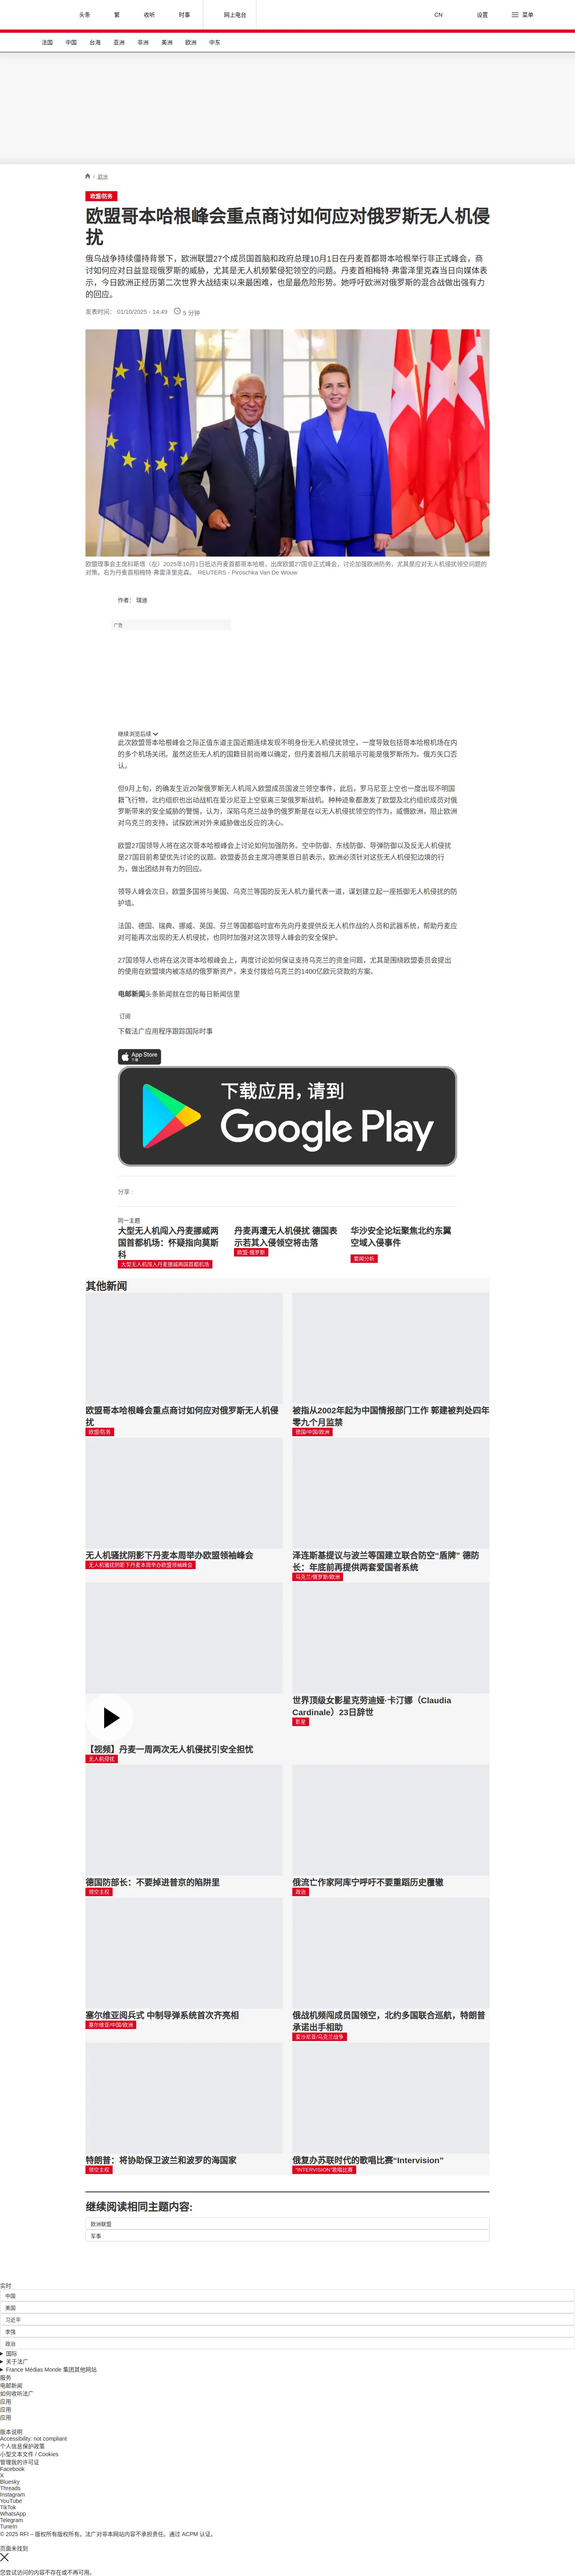 头条
繁
收听
时事
网上电台
CN
设置
菜单
法国
中国
台海
亚洲
非洲
美洲
欧洲
中东
/ 欧洲
欧盟/防务
欧盟哥本哈根峰会重点商讨如何应对俄罗斯无人机侵
扰
俄乌战争持续僵持背景下，欧洲联盟27个成员国首脑和政府总理10月1日在丹麦首都哥本哈根举行非正式峰会，商
讨如何应对日益显现俄罗斯的威胁，尤其是无人机频繁侵犯领空的问题。丹麦首相梅特·弗雷泽里克森当日向媒体表
示，今日欧洲正经历第二次世界大战结束以来最困难，也是最危险形势。她呼吁欧洲对俄罗斯的混合战做出强有力
的回应。
发表时间： 01/10/2025 - 14:49
5 分钟
欧盟理事会主席科斯塔（左）2025年10月1日抵达丹麦首都哥本哈根，出席欧盟27国非正式峰会，讨论加强欧洲防务，尤其是应对无人机侵扰领空问题的
对策。右为丹麦首相梅特·弗雷泽里克森。 REUTERS - Piroschka Van De Wouw
作者： 瑞迪
广告
继续浏览后续
此次欧盟哥本哈根峰会之际正值东道主国近期连续发现不明身份无人机侵扰领空，一度导致包括哥本哈根机场在内
的多个机场关闭。虽然这些无人机的国籍目前尚难以确定，但丹麦首相几天前暗示可能是俄罗斯所为。俄方矢口否
认。
但9月上旬，的确发生近20架俄罗斯无人机闯入欧盟成员国波兰领空事件，此后，罗马尼亚上空也一度出现不明国
籍飞行物，北约组织也出动战机在爱沙尼亚上空驱离三架俄罗斯战机。种种迹象都激发了欧盟及北约组织成员对俄
罗斯带来的安全威胁的警惕，认为，深陷乌克兰战争的俄罗斯是在以无人机侵扰领空的作为，威慑欧洲，阻止欧洲
对乌克兰的支持，试探欧洲对外来威胁做出反应的决心。
欧盟27国领导人将在这次哥本哈根峰会上讨论如何加强防务。空中防御、东线防御、导弹防御以及反无人机侵扰
是27国目前希望优先讨论的议题。欧盟委员会主席冯德莱恩日前表示，欧洲必须针对这些无人机侵犯边境的行
为，做出团结并有力的回应。
领导人峰会次日，欧盟多国将与美国、乌克兰等国的反无人机力量代表一道，谋划建立起一座抵御无人机侵扰的防
护墙。
法国、德国、瑞典、挪威、英国、芬兰等国都临时宣布先向丹麦提供反无人机作战的人员和武器系统，帮助丹麦应
对可能再次出现的无人机侵扰，也同时加强对这次领导人峰会的安全保护。
27国领导人也将在这次哥本哈根峰会上，再度讨论如何保证支持乌克兰的资金问题，尤其是围绕欧盟委员会提出
的使用在欧盟境内被冻结的俄罗斯资产，来支付拨给乌克兰的1400亿欧元贷款的方案。
电邮新闻头条新闻就在您的每日新闻信里
订阅
下载法广应用程序跟踪国际时事
App Store
下载
下载应用，请到
Google Play
分享 :
同一主题
大型无人机闯入丹麦挪威两
国首都机场：怀疑指向莫斯
科
大型无人机闯入丹麦挪威两国首都机场
丹麦再遭无人机侵扰 德国表
示若其入侵领空将击落
欧盟-俄罗斯
华沙安全论坛聚焦北约东翼
空域入侵事件
要闻分析
其他新闻
欧盟哥本哈根峰会重点商讨如何应对俄罗斯无人机侵
扰
欧盟/防务
被指从2002年起为中国情报部门工作 郭建被判处四年
零九个月监禁
德国/中国/欧洲
无人机骚扰阴影下丹麦本周举办欧盟领袖峰会
无人机骚扰阴影下丹麦本周举办欧盟领袖峰会
泽连斯基提议与波兰等国建立联合防空“盾牌” 德防
长：年底前再提供两套爱国者系统
乌克兰/俄罗斯/欧洲
【视频】丹麦一周两次无人机侵扰引安全担忧
无人机侵扰
世界顶级女影星克劳迪娅·卡汀娜（Claudia
Cardinale）23日辞世
影星
德国防部长：不要掉进普京的陷阱里
领空主权
俄流亡作家阿库宁呼吁不要重蹈历史覆辙
政治
塞尔维亚阅兵式 中制导弹系统首次齐亮相
塞尔维亚/中国/欧洲
俄战机频闯成员国领空，北约多国联合巡航，特朗普
承诺出手相助
爱沙尼亚/乌克兰战争
特朗普：将协助保卫波兰和波罗的海国家
领空主权
俄复办苏联时代的歌唱比赛“Intervision”
“INTERVISION”歌唱比赛
继续阅读相同主题内容:
欧洲联盟
军事
实时
中国
美国
习近平
李强
政治
国际
关于法广
France Médias Monde 集团其他网站
服务
电邮新闻
如何收听法广
应用
应用
应用
版本说明
Accessibility: not compliant
个人信息保护政策
小型文本文件 / Cookies
管理我的许可证
Facebook
X
Bluesky
Threads
Instagram
YouTube
TikTok
WhatsApp
Telegram
TuneIn
© 2025 RFI – 版权所有版权所有。法广对非本网站内容不承担责任。通过 ACPM 认证。
页面未找到
您尝试访问的内容不存在或不再可用。